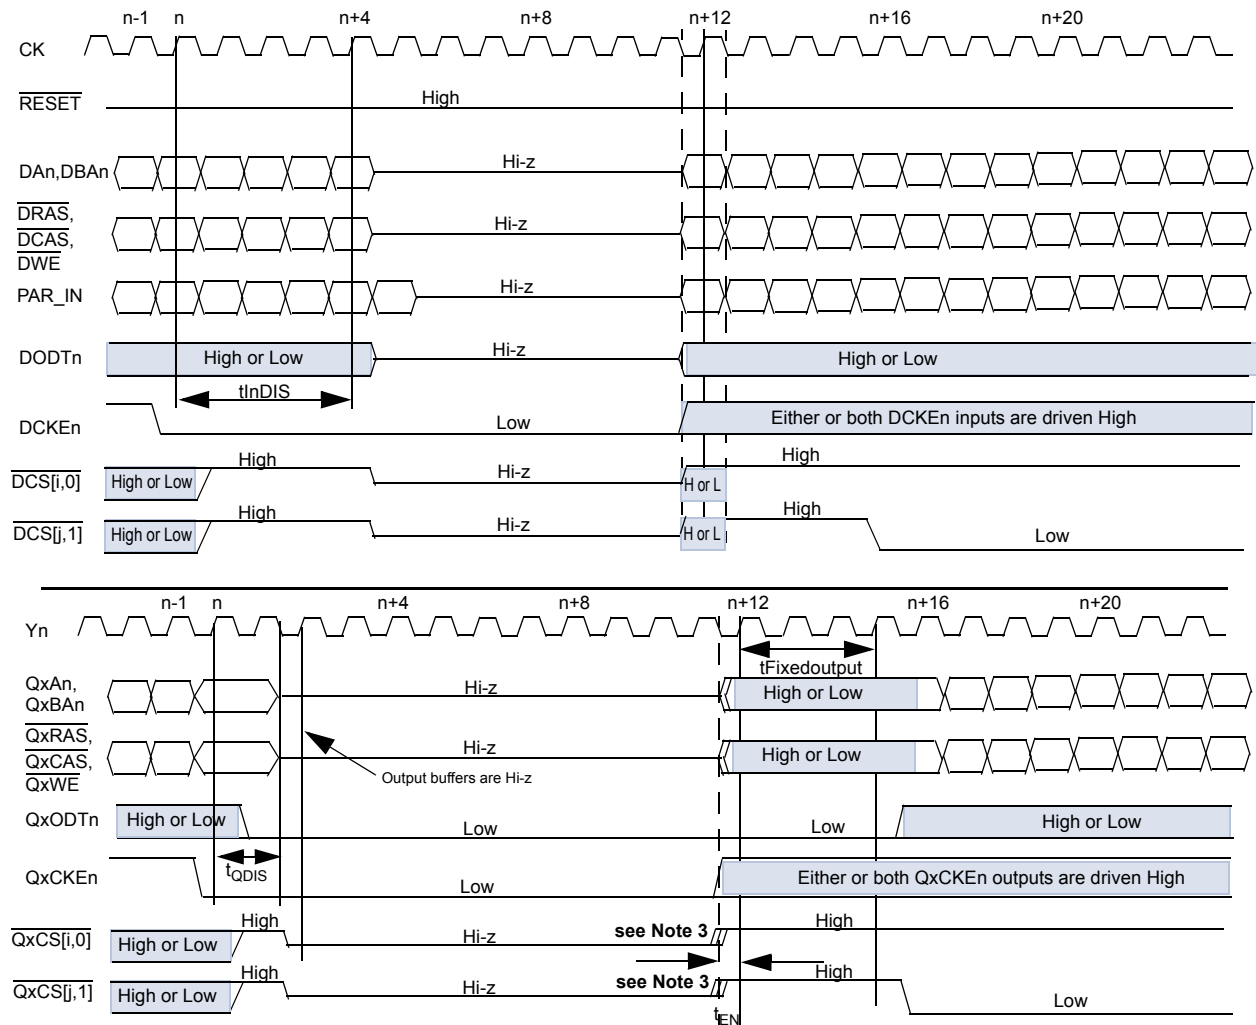 n-1 n n+4 n+8 n+12 n+16 n+20
CK
RESET High
DAn,DBAn Hi-z
DRAS,
DCAS,
DWE
Hi-z
PAR_IN Hi-z
DODTn High or Low Hi-z High or Low
tInDIS
DCKEn Low Either or both DCKEn inputs are driven High
DCS[i,0] High or Low High Hi-z H or L High
DCS[j,1] High or Low High Hi-z H or L High Low
n-1 n n+4 n+8 n+12 n+16 n+20
Yn
tFixedoutput
QxAn,
QxBAn
Hi-z High or Low
QxRAS,
QxCAS,
QxWE
Hi-z High or Low
Output buffers are Hi-z
QxODTn High or Low Low Low High or Low
tQDIS
QxCKEn Low Either or both QxCKEn outputs are driven High
QxCS[i,0] High or Low High Hi-z see Note 3 High
QxCS[j,1] High or Low High Hi-z see Note 3 High Low
tEN